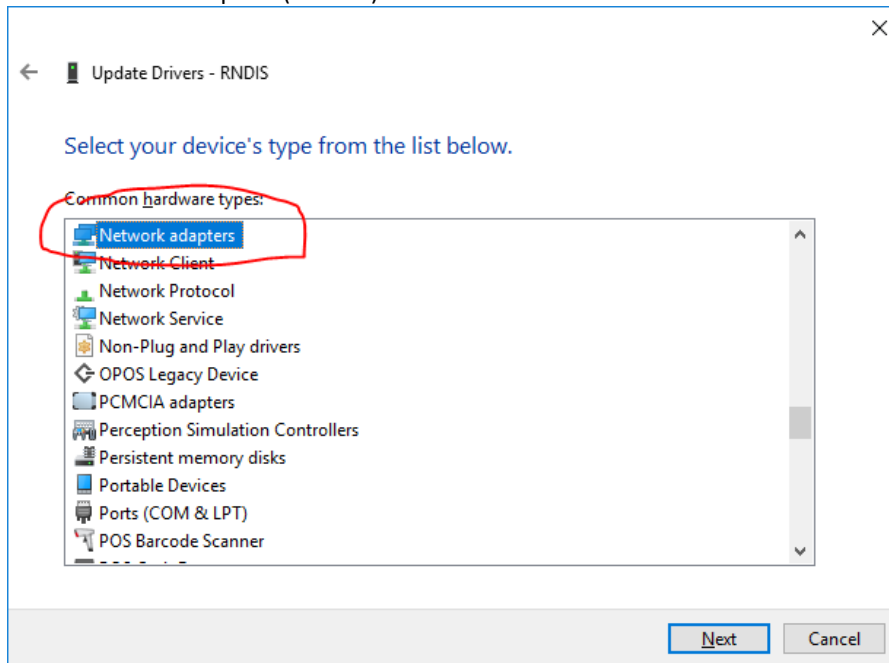 Update Drivers - RNDIS
Select your device's type from the list below.
Common hardware types:
Network adapters
Network Client
Network Protocol
Network Service
Non-Plug and Play drivers
OPOS Legacy Device
PCMCIA adapters
Perception Simulation Controllers
Persistent memory disks
Portable Devices
Ports (COM & LPT)
POS Barcode Scanner
Next
Cancel